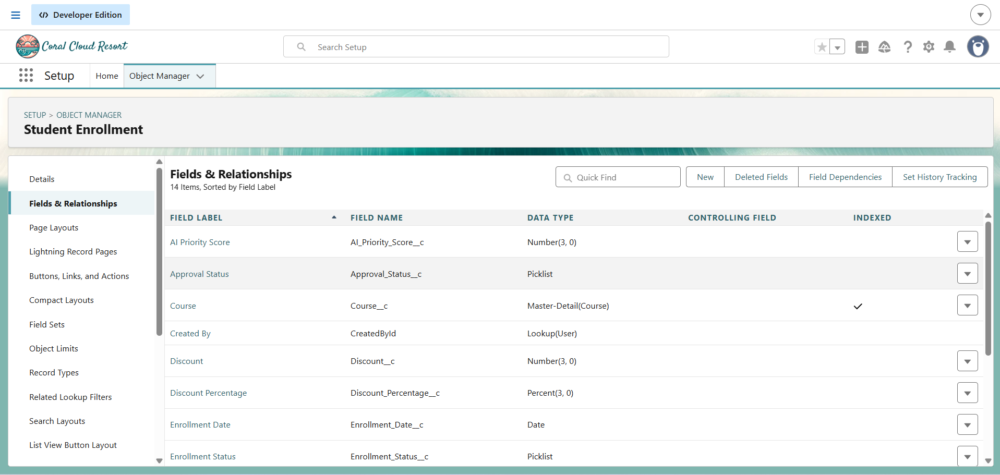 Developer Edition
Coral Cloud Resort
Search Setup
Setup
Home
Object Manager
SETUP > OBJECT MANAGER
Student Enrollment
Details
Fields & Relationships
Page Layouts
Lightning Record Pages
Buttons, Links, and Actions
Compact Layouts
Field Sets
Object Limits
Record Types
Related Lookup Filters
Search Layouts
List View Button Layout
Fields & Relationships
14 Items, Sorted by Field Label
Quick Find
New
Deleted Fields
Field Dependencies
Set History Tracking
FIELD LABEL FIELD NAME DATA TYPE CONTROLLING FIELD INDEXED
AI Priority Score AI_Priority_Score__c Number(3, 0)
Approval Status Approval_Status__c Picklist
Course Course__c Master-Detail(Course)
Created By CreatedById Lookup(User)
Discount Discount__c Number(3, 0)
Discount Percentage Discount_Percentage__c Percent(3, 0)
Enrollment Date Enrollment_Date__c Date
Enrollment Status Enrollment_Status__c Picklist